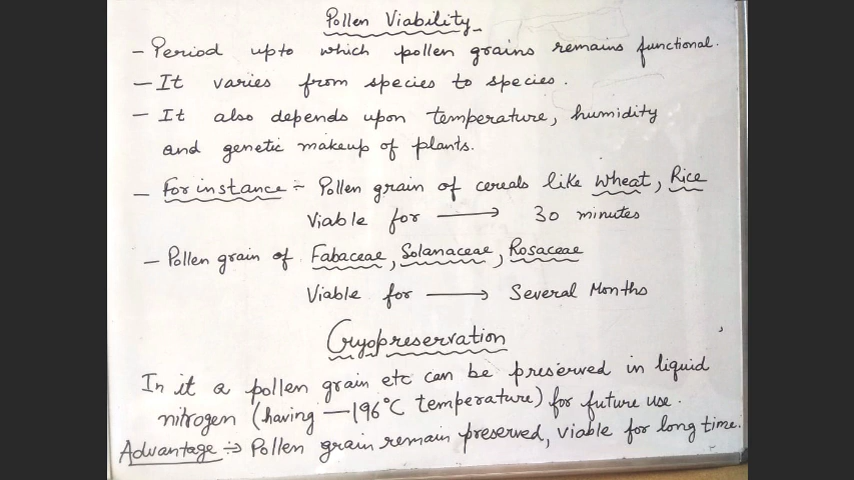 Pollen Viability
- Period upto which pollen grains remains functional.
- It varies from species to species.
- It also depends upon temperature, humidity
and genetic makeup of plants.
- For instance :- Pollen grain of cereals like Wheat, Rice
Viable for → 30 minutes
- Pollen grain of Fabaceae, Solanaceae, Rosaceae
Viable for → Several Months
Cryopreservation
In it a pollen grain etc can be preserved in liquid
nitrogen (having -196°C temperature) for future use.
Advantage :→ Pollen grain remain preserved, viable for long time.